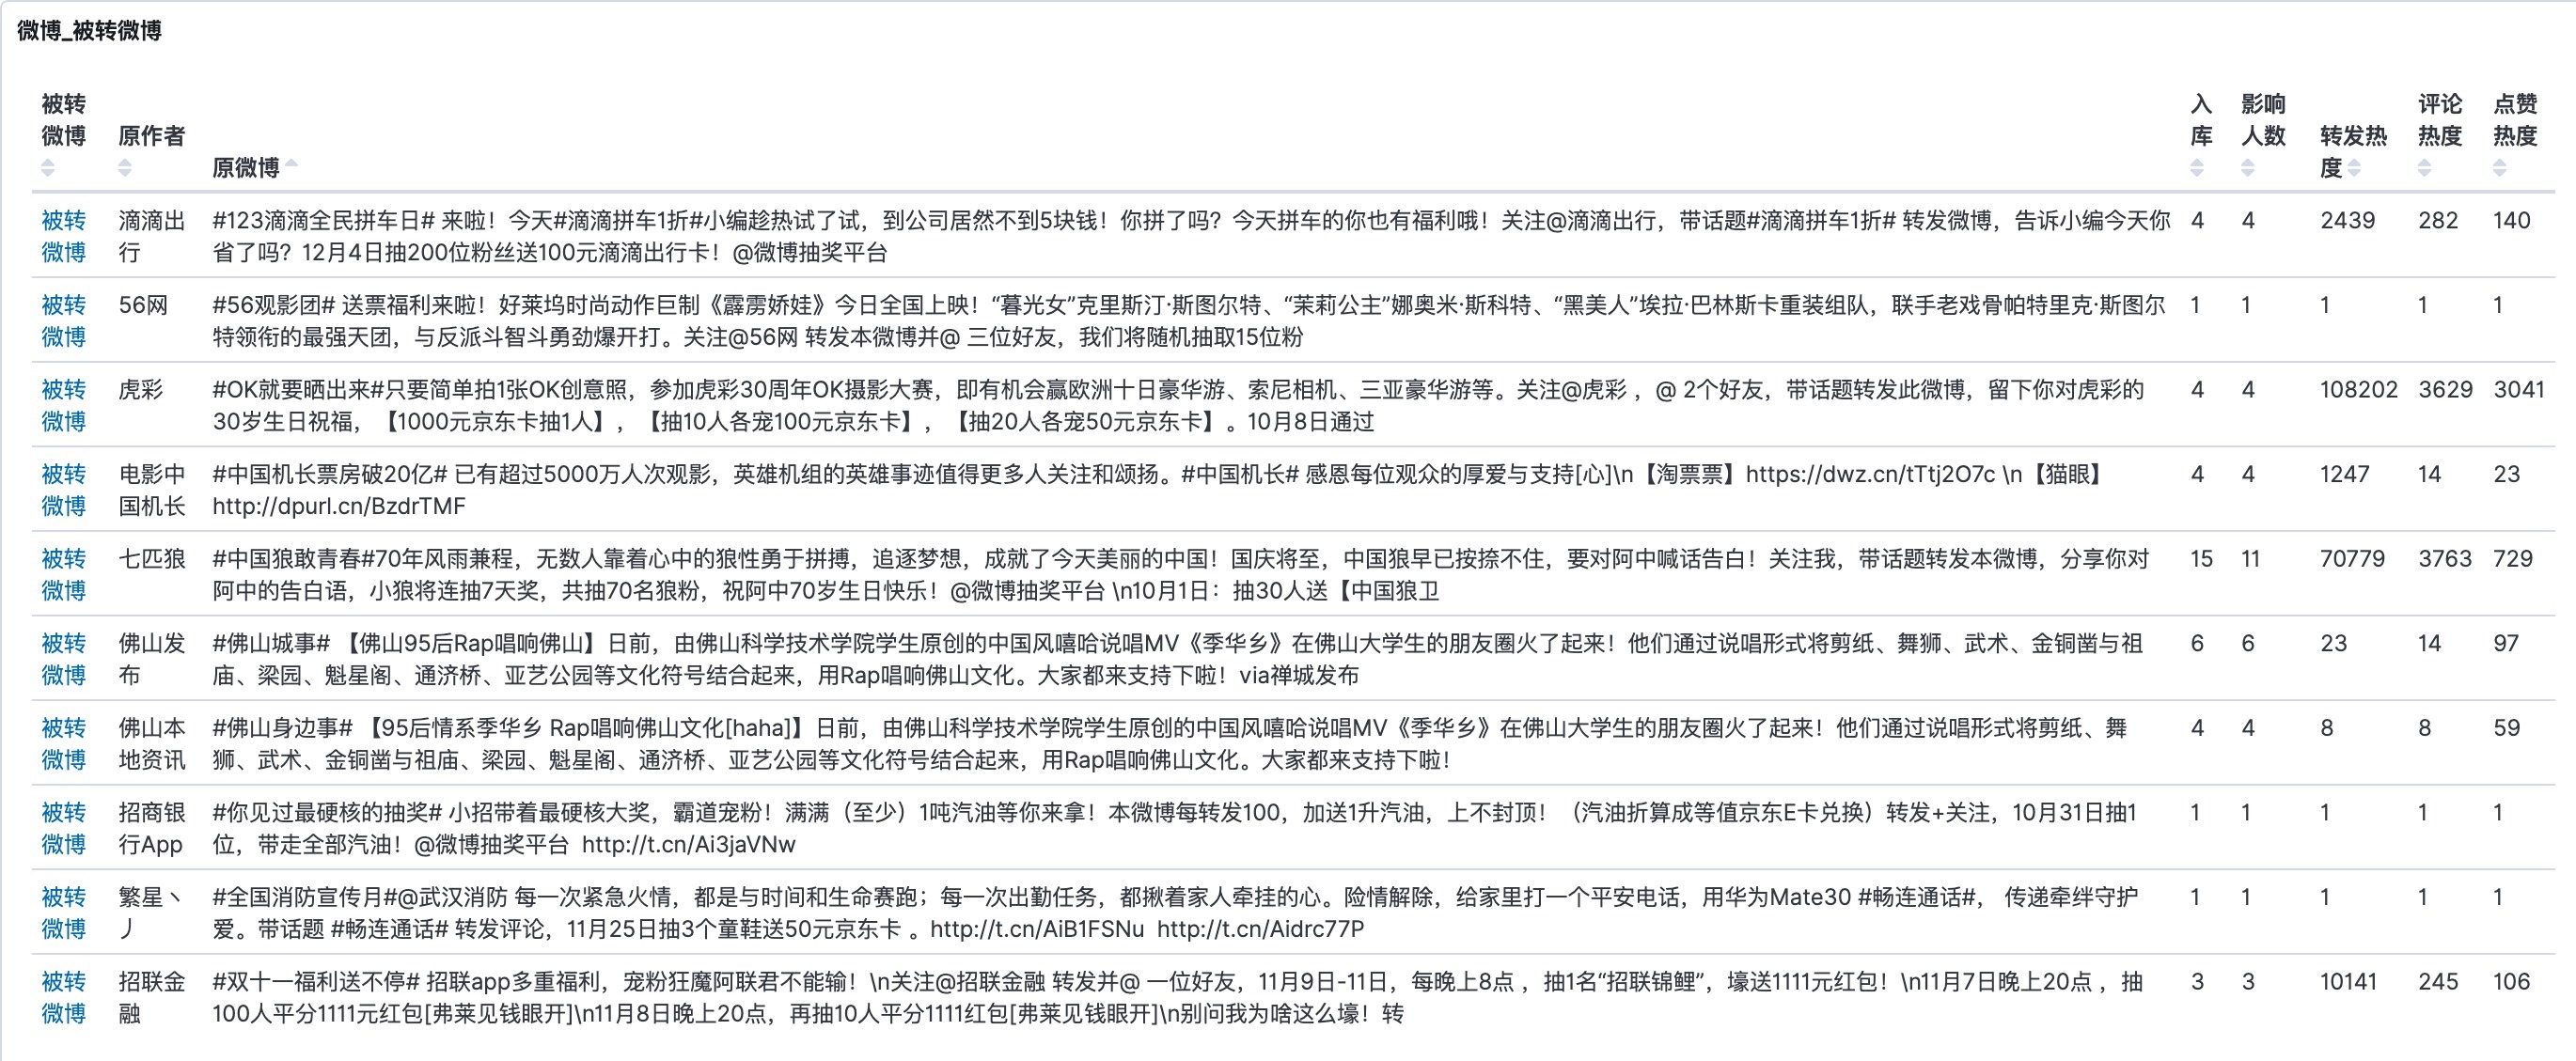 微博_被转微博
被转微博 原作者 原微博 入库 影响人数 转发热度 评论热度 点赞热度
被转 滴滴出 #123滴滴全民拼车日# 来啦！今天#滴滴拼车1折#小编趁热试了试，到公司居然不到5块钱！你拼了吗？今天拼车的你也有福利哦！关注@滴滴出行，带话题#滴滴拼车1折# 转发微博，告诉小编今天你 4 4 2439 282 140
微博 行 省了吗？12月4日抽200位粉丝送100元滴滴出行卡！@微博抽奖平台
被转 56网 #56观影团# 送票福利来啦！好莱坞时尚动作巨制《霹雳娇娃》今日全国上映！“暮光女”克里斯汀·斯图尔特、“茉莉公主”娜奥米·斯科特、“黑美人”埃拉·巴林斯卡重装组队，联手老戏骨帕特里克·斯图尔 1 1 1 1 1
微博 特领衔的最强天团，与反派斗智斗勇劲爆开打。关注@56网 转发本微博并@ 三位好友，我们将随机抽取15位粉
被转 虎彩 #OK就要晒出来#只要简单拍1张OK创意照，参加虎彩30周年OK摄影大赛，即有机会赢欧洲十日豪华游、索尼相机、三亚豪华游等。关注@虎彩 ，@ 2个好友，带话题转发此微博，留下你对虎彩的 4 4 108202 3629 3041
微博 30岁生日祝福，【1000元京东卡抽1人】，【抽10人各宠100元京东卡】，【抽20人各宠50元京东卡】。10月8日通过
被转 电影中 #中国机长票房破20亿# 已有超过5000万人次观影，英雄机组的英雄事迹值得更多人关注和颂扬。#中国机长# 感恩每位观众的厚爱与支持[心]\n【淘票票】https://dwz.cn/tTtj2O7c \n【猫眼】 4 4 1247 14 23
微博 国机长 http://dpurl.cn/BzdrTMF
被转 七匹狼 #中国狼敢青春#70年风雨兼程，无数人靠着心中的狼性勇于拼搏，追逐梦想，成就了今天美丽的中国！国庆将至，中国狼早已按捺不住，要对阿中喊话告白！关注我，带话题转发本微博，分享你对 15 11 70779 3763 729
微博 阿中的告白语，小狼将连抽7天奖，共抽70名狼粉，祝阿中70岁生日快乐！@微博抽奖平台 \n10月1日：抽30人送【中国狼卫
被转 佛山发 #佛山城事# 【佛山95后Rap唱响佛山】日前，由佛山科学技术学院学生原创的中国风嘻哈说唱MV《季华乡》在佛山大学生的朋友圈火了起来！他们通过说唱形式将剪纸、舞狮、武术、金铜凿与祖 6 6 23 14 97
微博 布 庙、梁园、魁星阁、通济桥、亚艺公园等文化符号结合起来，用Rap唱响佛山文化。大家都来支持下啦！via禅城发布
被转 佛山本 #佛山身边事# 【95后情系季华乡 Rap唱响佛山文化[haha]】日前，由佛山科学技术学院学生原创的中国风嘻哈说唱MV《季华乡》在佛山大学生的朋友圈火了起来！他们通过说唱形式将剪纸、舞 4 4 8 8 59
微博 地资讯 狮、武术、金铜凿与祖庙、梁园、魁星阁、通济桥、亚艺公园等文化符号结合起来，用Rap唱响佛山文化。大家都来支持下啦！
被转 招商银 #你见过最硬核的抽奖# 小招带着最硬核大奖，霸道宠粉！满满（至少）1吨汽油等你来拿！本微博每转发100，加送1升汽油，上不封顶！（汽油折算成等值京东E卡兑换）转发+关注，10月31日抽1 1 1 1 1 1
微博 行App 位，带走全部汽油！@微博抽奖平台 http://t.cn/Ai3jaVNw
被转 繁星丶 #全国消防宣传月#@武汉消防 每一次紧急火情，都是与时间和生命赛跑；每一次出勤任务，都揪着家人牵挂的心。险情解除，给家里打一个平安电话，用华为Mate30 #畅连通话#， 传递牵绊守护 1 1 1 1 1
微博 丿 爱。带话题 #畅连通话# 转发评论，11月25日抽3个童鞋送50元京东卡 。http://t.cn/AiB1FSNu http://t.cn/Aidrc77P
被转 招联金 #双十一福利送不停# 招联app多重福利，宠粉狂魔阿联君不能输！\n关注@招联金融 转发并@ 一位好友，11月9日-11日，每晚上8点 ，抽1名“招联锦鲤”，壕送1111元红包！\n11月7日晚上20点 ，抽 3 3 10141 245 106
微博 融 100人平分1111元红包[弗莱见钱眼开]\n11月8日晚上20点，再抽10人平分1111红包[弗莱见钱眼开]\n别问我为啥这么壕！转